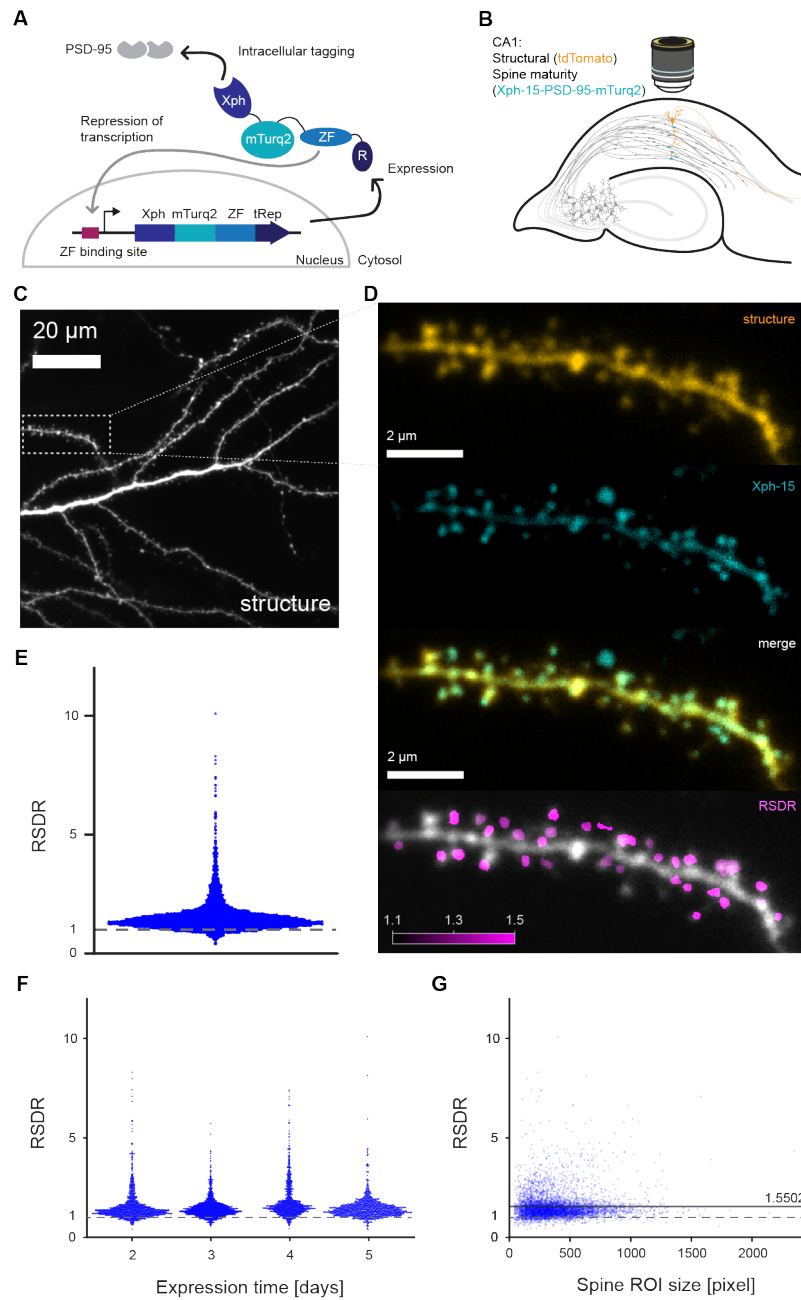 A
PSD-95
Intracellular tagging
Xph
Repression of
transcription
mTurq2
ZF
R
Expression
Xph mTurq2 ZF tRep
ZF binding site
Nucleus
Cytosol
B
CA1:
Structural (tdTomato)
Spine maturity
(Xph-15-PSD-95-mTurq2)
C
20 µm
structure
D
structure
2 µm
Xph-15
merge
2 µm
RSDR
1.1 1.3 1.5
E
10
5
1
0
RSDR
F
10
5
1
0
RSDR
2 3 4 5
Expression time [days]
G
10
5
1
0
RSDR
1.5502
0 500 1000 1500 2000
Spine ROI size [pixel]